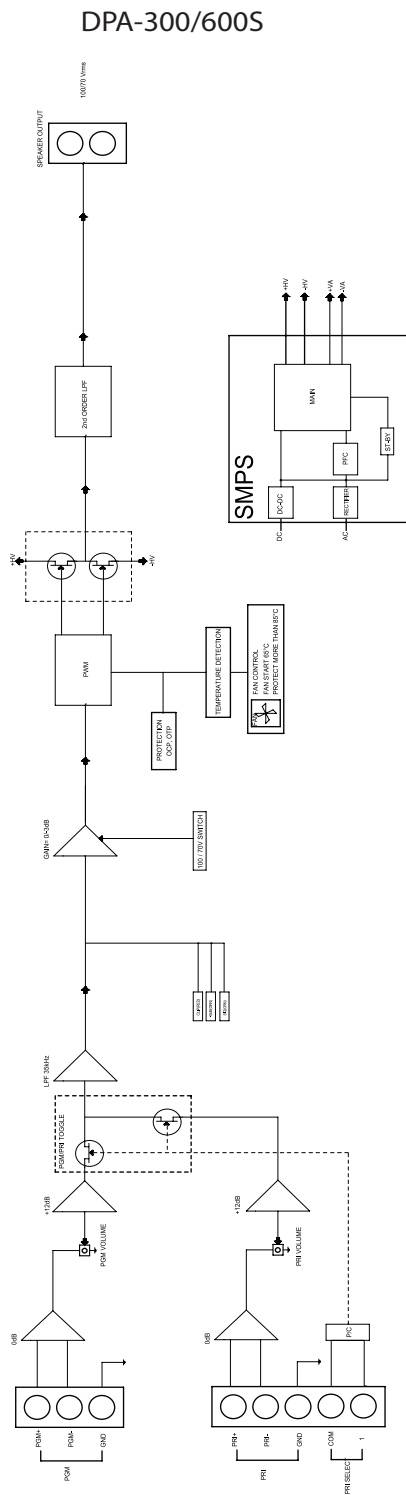 DPA-300/600S
100/70 Vrms
SPEAKER OUTPUT
2nd ORDER LPF
+HV
-HV
PWM
PROTECTION
OCP, OTP
TEMPERATURE DETECTION
FAN
FAN CONTROL
FAN START 65°C
PROTECT MORE THAN 85°C
GAIN= 0/-3dB
100 / 70V SWITCH
LPF 35kHz
PGM/PRI TOGGLE
+12dB
PGM VOLUME
0dB
PGM+
PGM-
GND
PGM
+12dB
PRI VOLUME
0dB
PRI+
PRI-
GND
PRI
COM
1
PRI SELECT
PIC
SMPS
DC
AC
DC-DC
RECTIFIER
PFC
ST-BY
MAIN
+HV
-HV
+VA
-VA